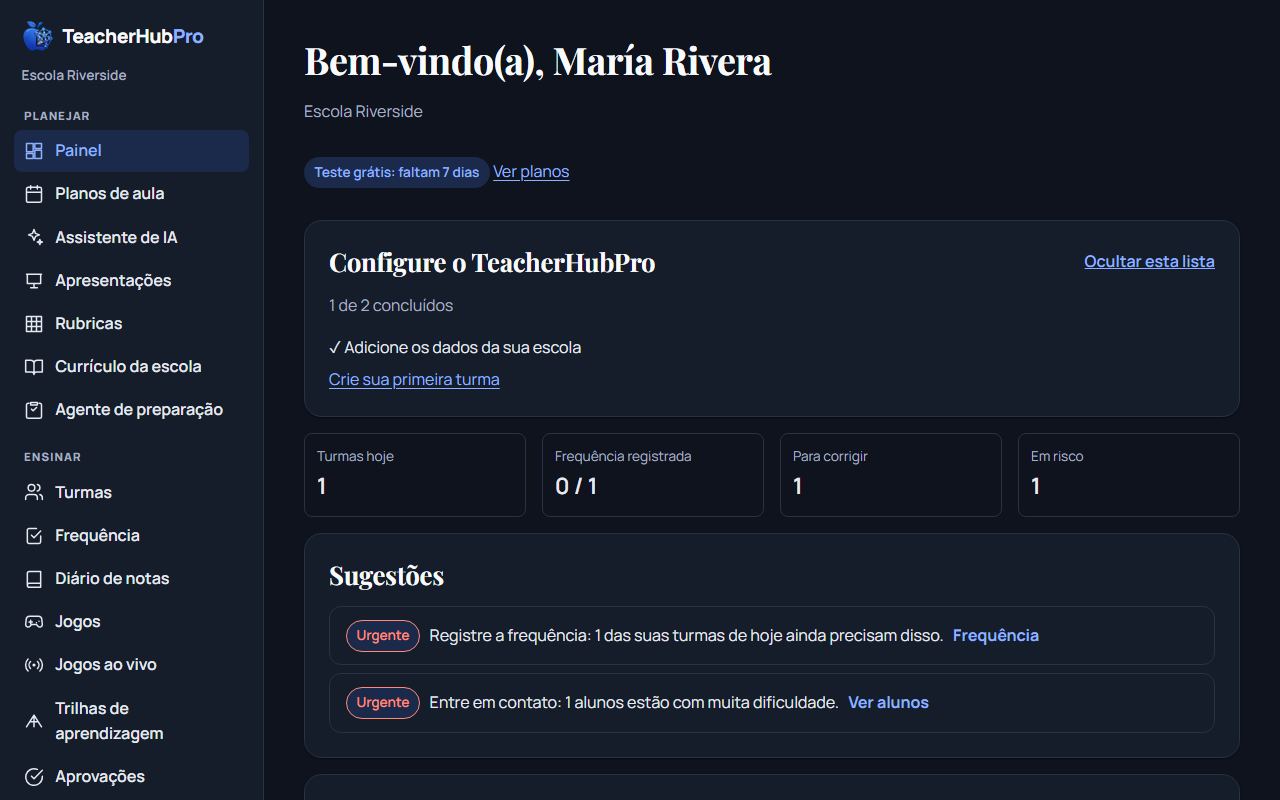 TeacherHubPro
Escola Riverside
PLANEJAR
Painel
Planos de aula
Assistente de IA
Apresentações
Rubricas
Currículo da escola
Agente de preparação
ENSINAR
Turmas
Frequência
Diário de notas
Jogos
Jogos ao vivo
Trilhas de
aprendizagem
Aprovações
Bem-vindo(a), María Rivera
Escola Riverside
Teste grátis: faltam 7 dias Ver planos
Configure o TeacherHubPro
Ocultar esta lista
1 de 2 concluídos
✓ Adicione os dados da sua escola
Crie sua primeira turma
Turmas hoje
1
Frequência registrada
0 / 1
Para corrigir
1
Em risco
1
Sugestões
Urgente Registre a frequência: 1 das suas turmas de hoje ainda precisam disso. Frequência
Urgente Entre em contato: 1 alunos estão com muita dificuldade. Ver alunos